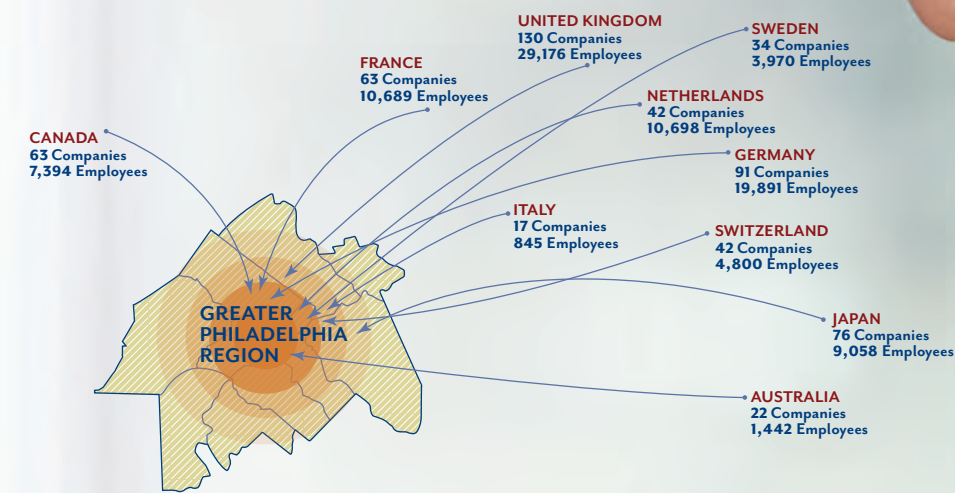 UNITED KINGDOM
130 Companies
29,176 Employees
SWEDEN
34 Companies
3,970 Employees
FRANCE
63 Companies
10,689 Employees
NETHERLANDS
42 Companies
10,698 Employees
CANADA
63 Companies
7,394 Employees
GERMANY
91 Companies
19,891 Employees
ITALY
17 Companies
845 Employees
SWITZERLAND
42 Companies
4,800 Employees
GREATER
PHILADELPHIA
REGION
JAPAN
76 Companies
9,058 Employees
AUSTRALIA
22 Companies
1,442 Employees